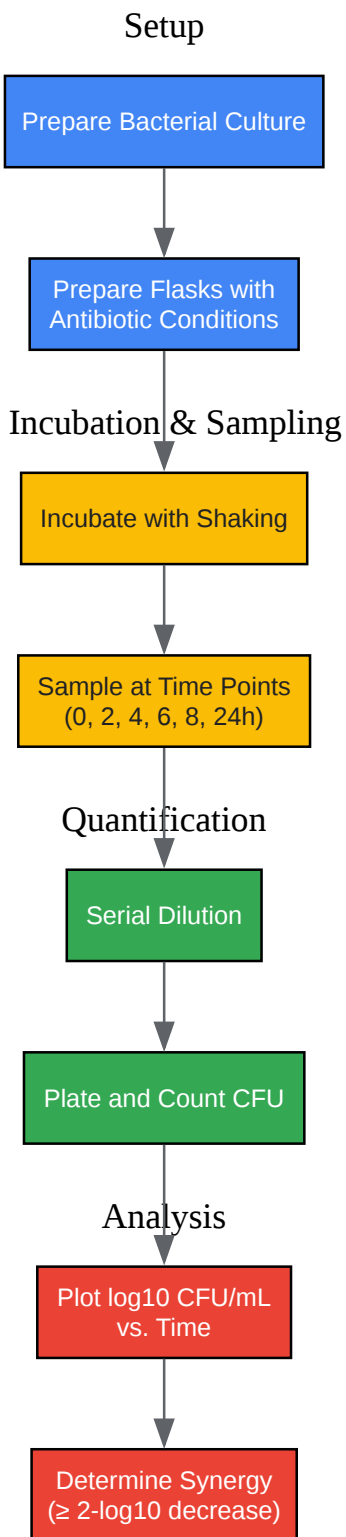 Setup
Prepare Bacterial Culture
Prepare Flasks with
Antibiotic Conditions
Incubation & Sampling
Incubate with Shaking
Sample at Time Points
(0, 2, 4, 6, 8, 24h)
Quantification
Serial Dilution
Plate and Count CFU
Analysis
Plot log10 CFU/mL
vs. Time
Determine Synergy
(≥ 2-log10 decrease)